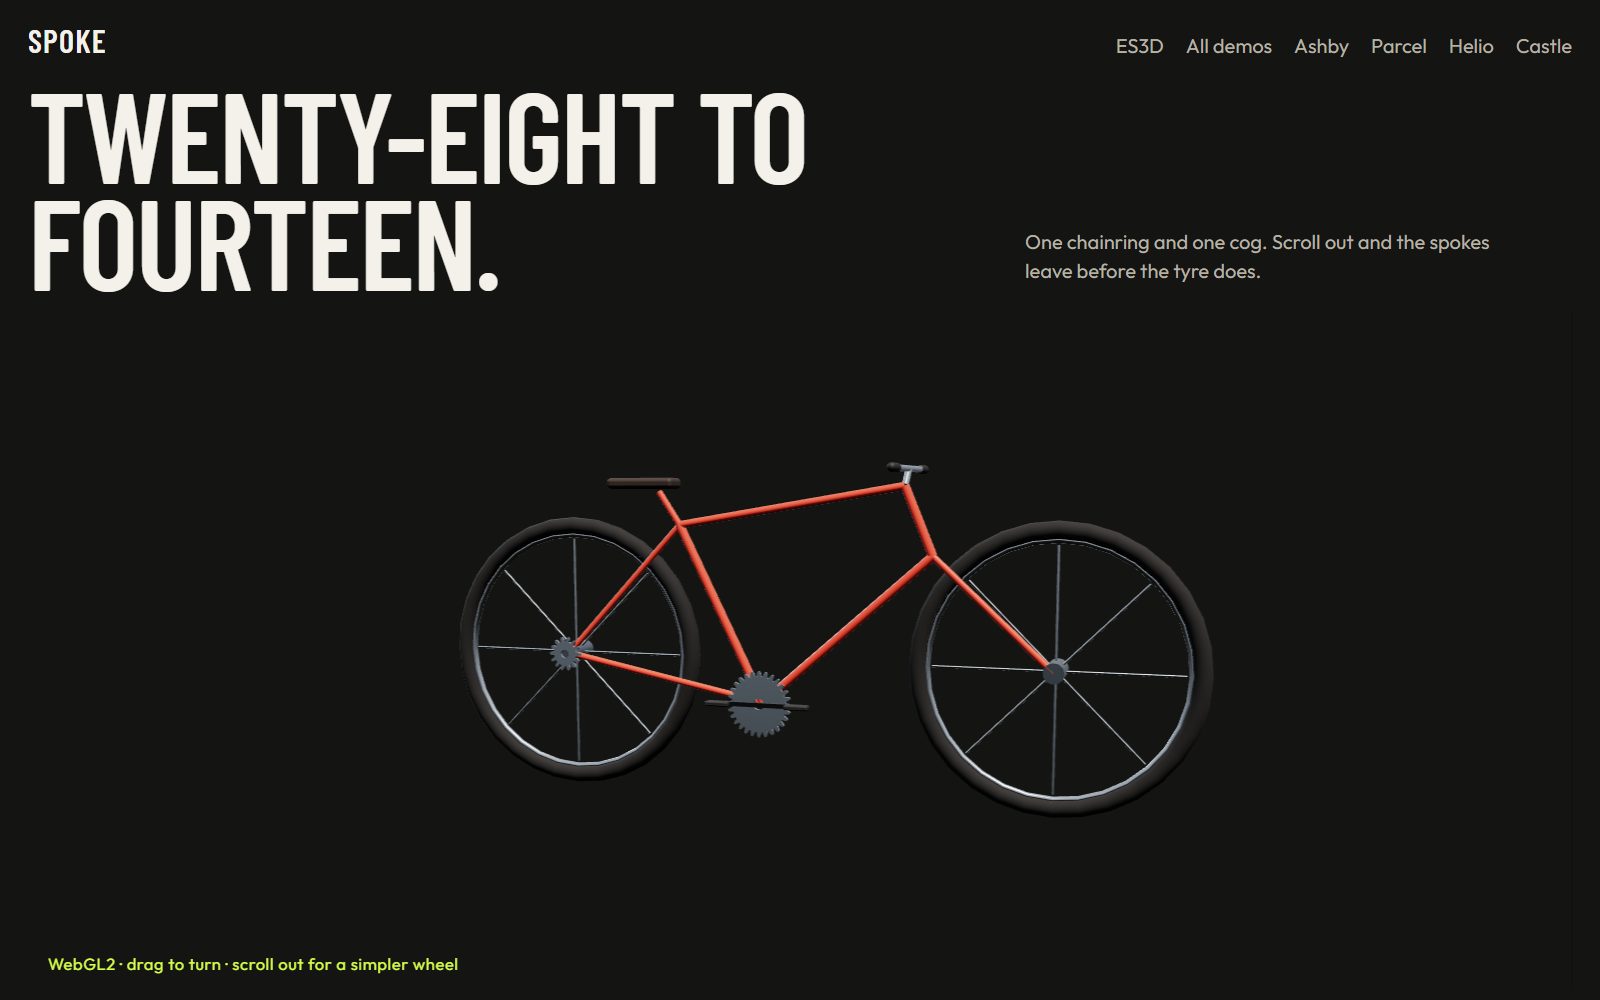 SPOKE
ES3D All demos Ashby Parcel Helio Castle
TWENTY-EIGHT TO
FOURTEEN.
One chainring and one cog. Scroll out and the spokes
leave before the tyre does.
WebGL2 · drag to turn · scroll out for a simpler wheel